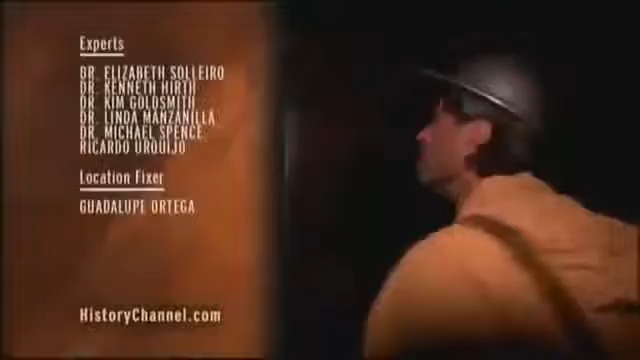 Experts
DR. ELIZABETH SOLLEIRO
DR. KENNETH HIRTH
DR. KIM GOLDSMITH
DR. LINDA MANZANILLA
DR. MICHAEL SPENCE
RICARDO URQUIJO
Location Fixer
GUADALUPE ORTEGA
HistoryChannel.com